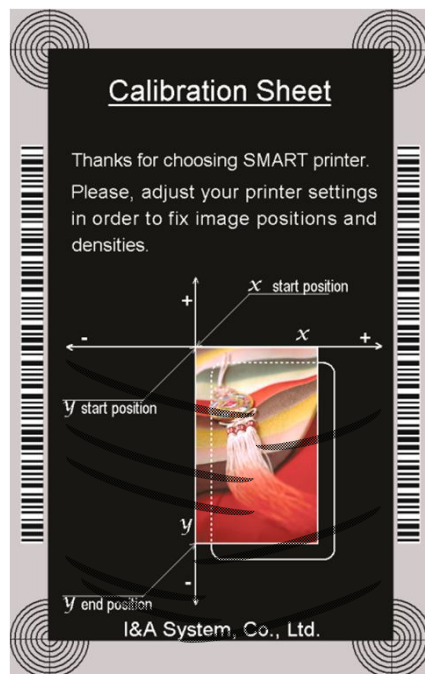 Calibration Sheet
Thanks for choosing SMART printer.
Please, adjust your printer settings
in order to fix image positions and
densities.
x start position
+
- x +
y start position
y
-
y end position
I&A System, Co., Ltd.